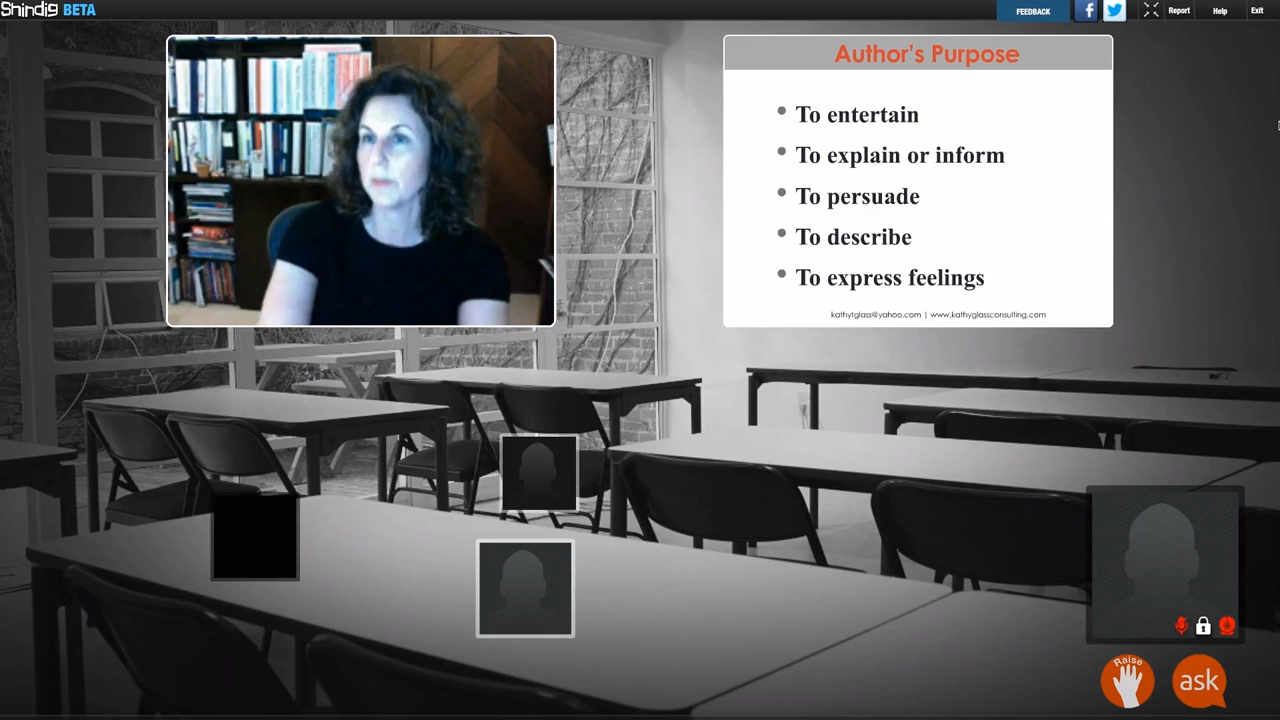 Shindig BETA
FEEDBACK
f
Report
Help
Exit
Author's Purpose
• To entertain
• To explain or inform
• To persuade
• To describe
• To express feelings
kathytglass@yahoo.com | www.kathyglassconsulting.com
Raise
ask